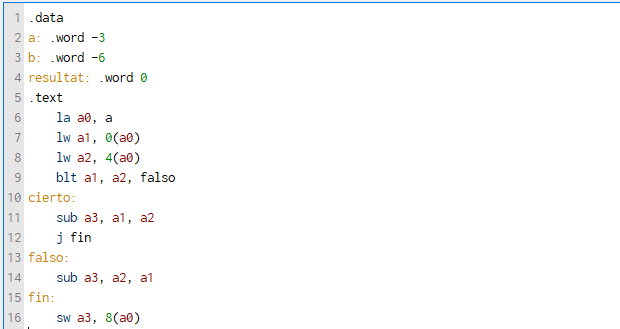 1 .data
2 a: .word -3
3 b: .word -6
4 resultat: .word 0
5 .text
6     la a0, a
7     lw a1, 0(a0)
8     lw a2, 4(a0)
9     blt a1, a2, falso
10 cierto:
11     sub a3, a1, a2
12     j fin
13 falso:
14     sub a3, a2, a1
15 fin:
16     sw a3, 8(a0)